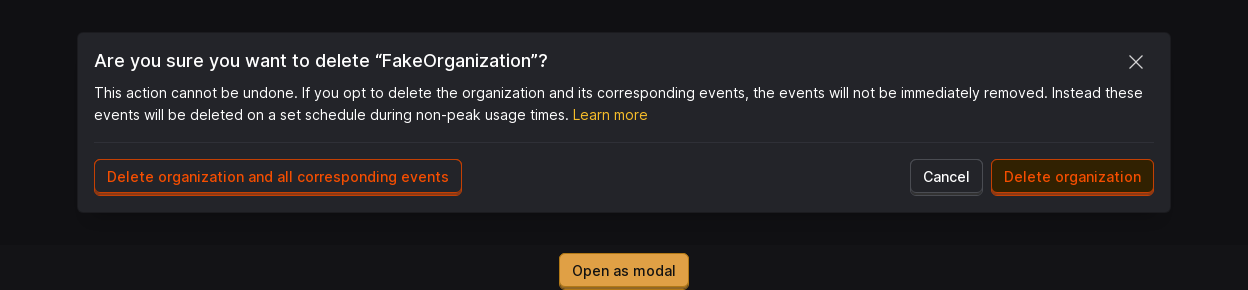 Are you sure you want to delete “FakeOrganization”?
This action cannot be undone. If you opt to delete the organization and its corresponding events, the events will not be immediately removed. Instead these
events will be deleted on a set schedule during non-peak usage times. Learn more
Delete organization and all corresponding events
Cancel
Delete organization
Open as modal